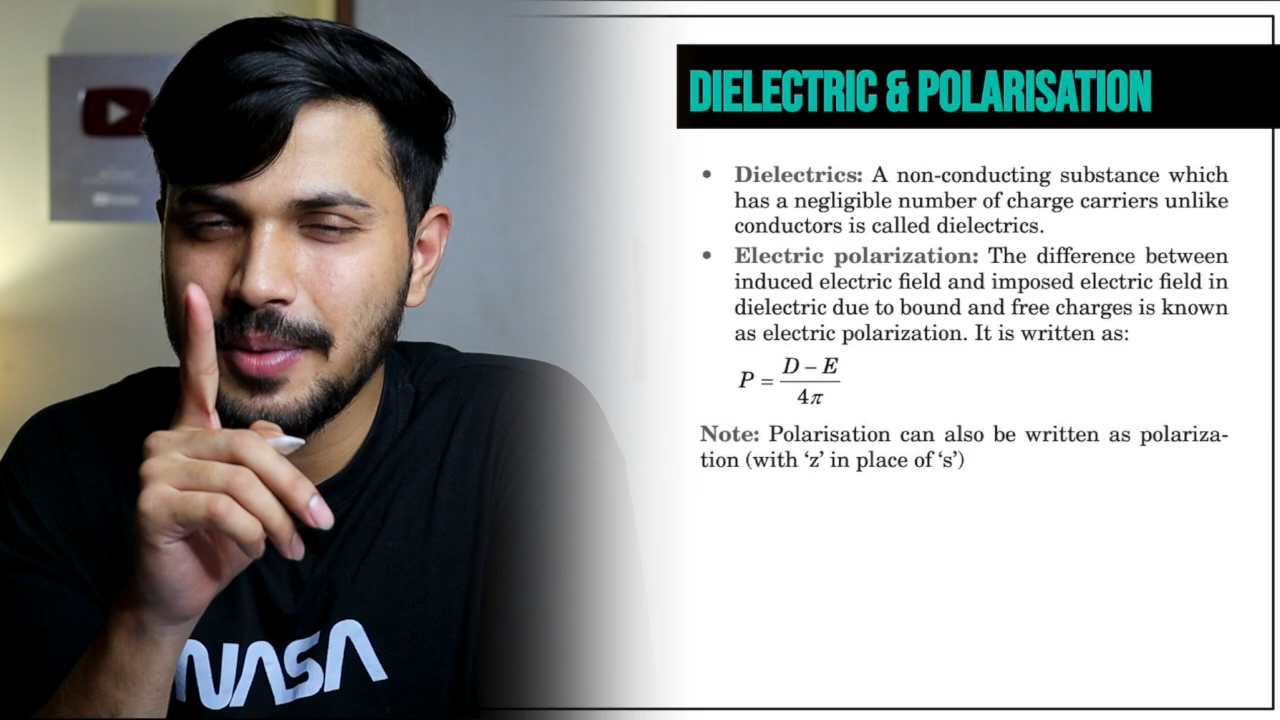 DIELECTRIC & POLARISATION
• Dielectrics: A non-conducting substance which
has a negligible number of charge carriers unlike
conductors is called dielectrics.
• Electric polarization: The difference between
induced electric field and imposed electric field in
dielectric due to bound and free charges is known
as electric polarization. It is written as:
P = (D – E) / 4π
Note: Polarisation can also be written as polariza-
tion (with ‘z’ in place of ‘s’)
NASA